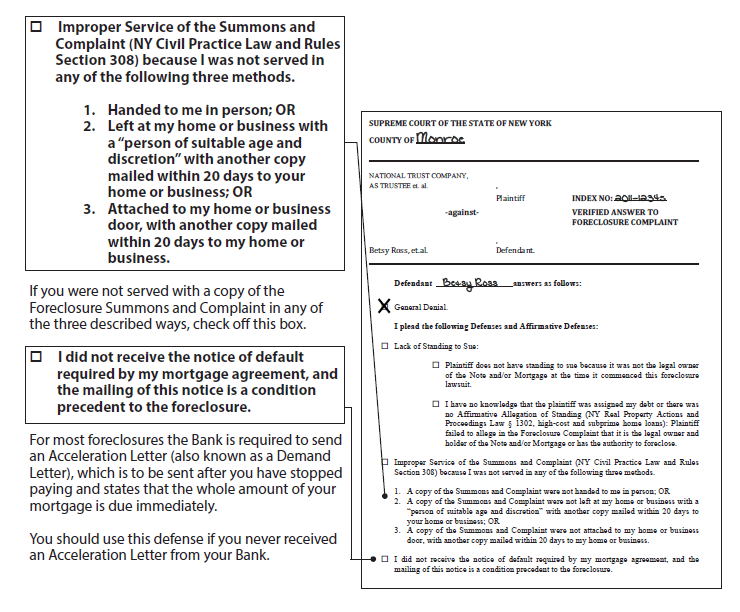 ☐ Improper Service of the Summons and
Complaint (NY Civil Practice Law and Rules
Section 308) because I was not served in
any of the following three methods.
1. Handed to me in person; OR
2. Left at my home or business with
a “person of suitable age and
discretion” with another copy
mailed within 20 days to your
home or business; OR
3. Attached to my home or business
door, with another copy mailed
within 20 days to my home or
business.
If you were not served with a copy of the
Foreclosure Summons and Complaint in any of
the three described ways, check off this box.
☐ I did not receive the notice of default
required by my mortgage agreement, and
the mailing of this notice is a condition
precedent to the foreclosure.
For most foreclosures the Bank is required to send
an Acceleration Letter (also known as a Demand
Letter), which is to be sent after you have stopped
paying and states that the whole amount of your
mortgage is due immediately.
You should use this defense if you never received
an Acceleration Letter from your Bank.
SUPREME COURT OF THE STATE OF NEW YORK
COUNTY OF Monroe
NATIONAL TRUST COMPANY,
AS TRUSTEE et. al. ,
Plaintiff INDEX NO: 2011-12345
-against- VERIFIED ANSWER TO
FORECLOSURE COMPLAINT
,
Betsy Ross, et.al. Defendant.
Defendant Betsy Ross answers as follows:
X General Denial.
I plead the following Defenses and Affirmative Defenses:
☐ Lack of Standing to Sue:
☐ Plaintiff does not have standing to sue because it was not the legal owner
of the Note and/or Mortgage at the time it commenced this foreclosure
lawsuit.
☐ I have no knowledge that the plaintiff was assigned my debt or there was
no Affirmative Allegation of Standing (NY Real Property Actions and
Proceedings Law § 1302, high-cost and subprime home loans): Plaintiff
failed to allege in the Foreclosure Complaint that it is the legal owner and
holder of the Note and/or Mortgage or has the authority to foreclose.
☐ Improper Service of the Summons and Complaint (NY Civil Practice Law and Rules
Section 308) because I was not served in any of the following three methods.
1. A copy of the Summons and Complaint were not handed to me in person; OR
2. A copy of the Summons and Complaint were not left at my home or business with a
“person of suitable age and discretion” with another copy mailed within 20 days to
your home or business; OR
3. A copy of the Summons and Complaint were not attached to my home or business
door, with another copy mailed within 20 days to my home or business.
☐ I did not receive the notice of default required by my mortgage agreement, and the
mailing of this notice is a condition precedent to the foreclosure.